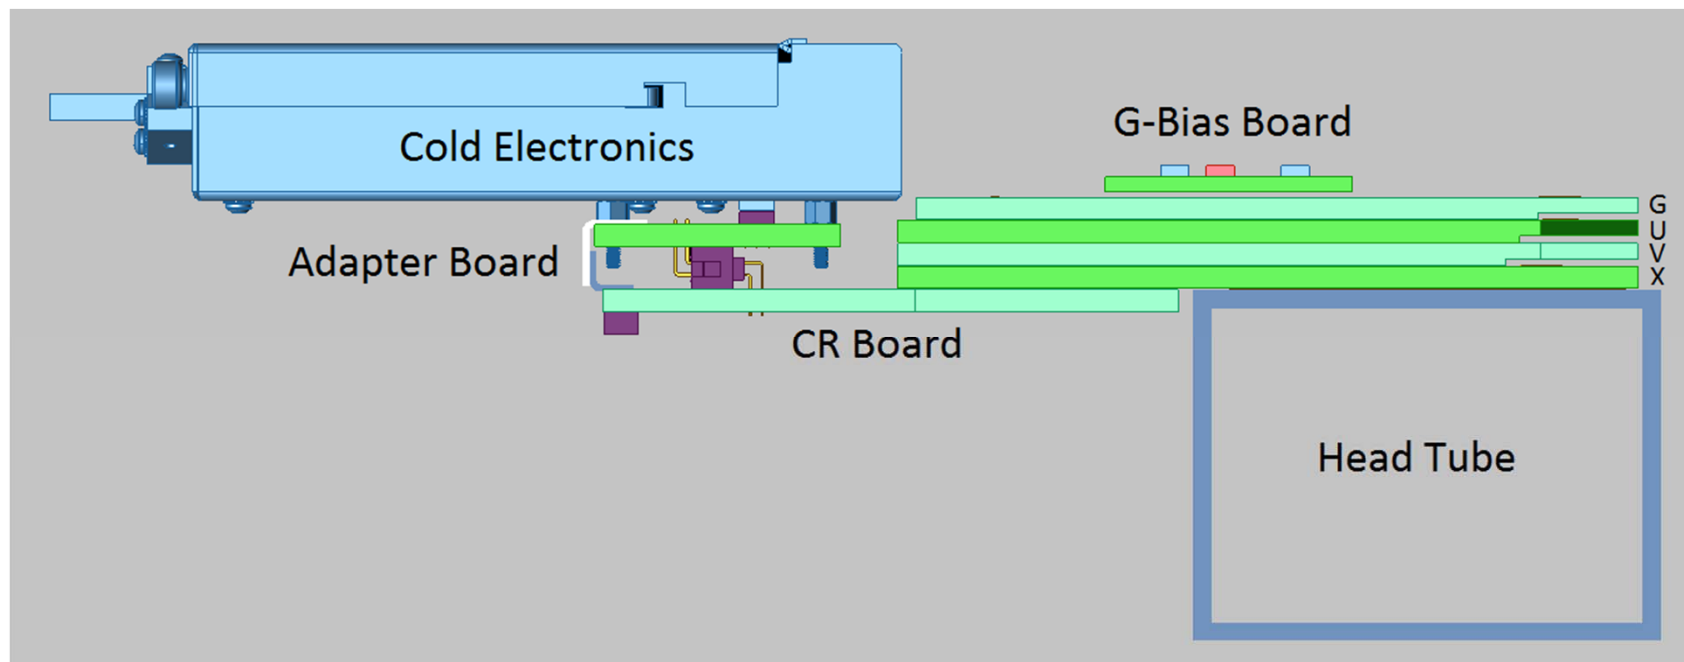 Cold Electronics
G-Bias Board
G
U
V
X
Adapter Board
CR Board
Head Tube